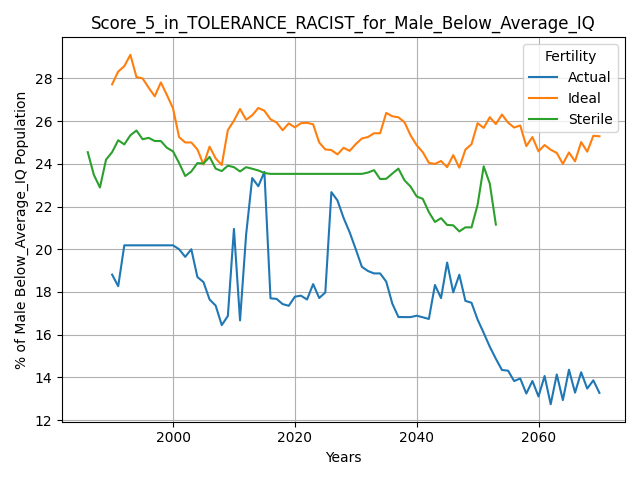 Score_5_in_TOLERANCE_RACIST_for_Male_Below_Average_IQ
% of Male Below_Average_IQ Population
28
26
24
22
20
18
16
14
12
2000
2020
2040
2060
Years
Fertility
Actual
Ideal
Sterile